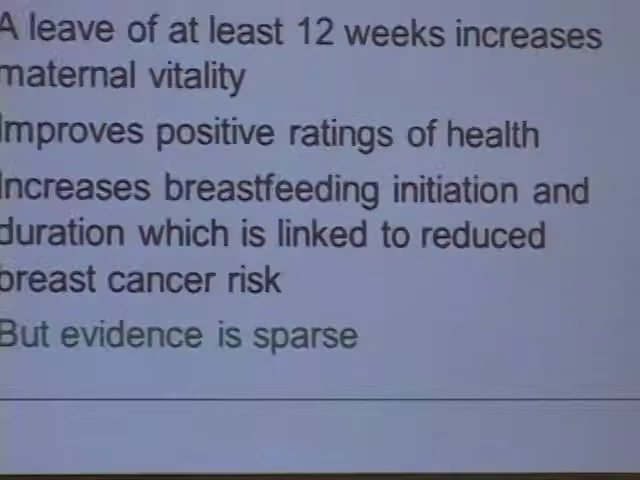 A leave of at least 12 weeks increases
maternal vitality
Improves positive ratings of health
Increases breastfeeding initiation and
duration which is linked to reduced
breast cancer risk
But evidence is sparse